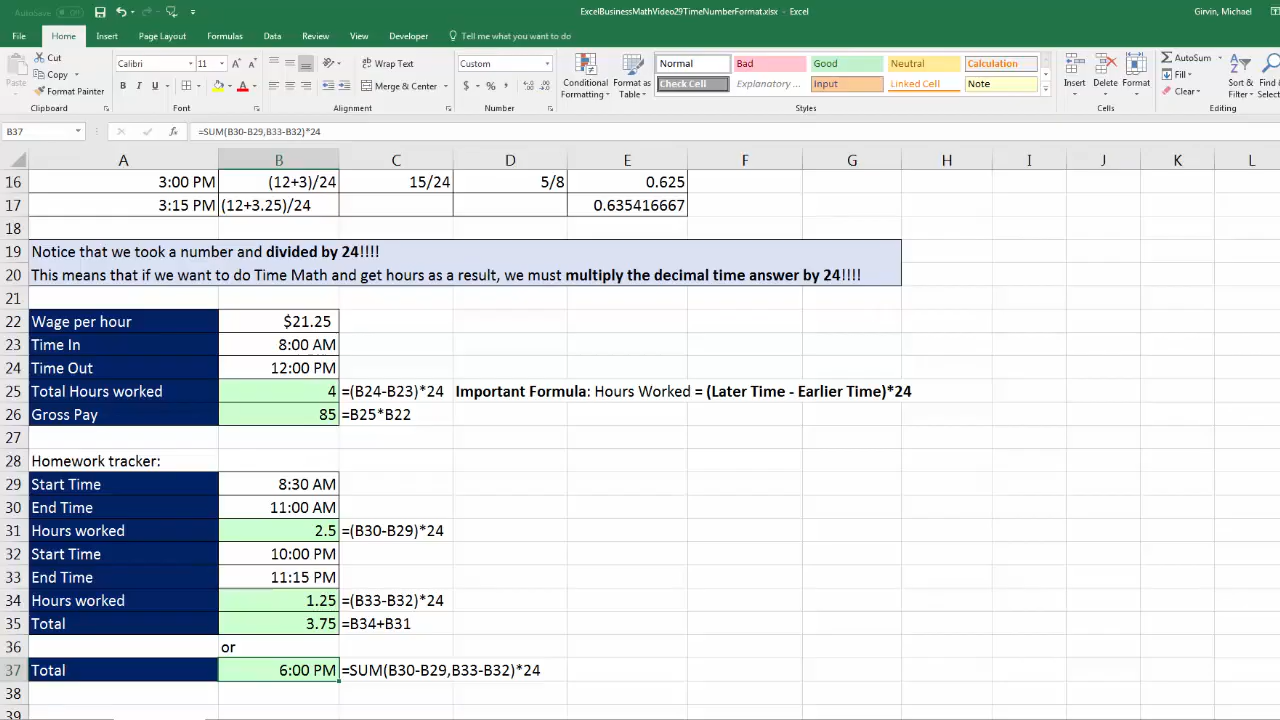 AutoSave Off
ExcelBusinessMathVideo29TimeNumberFormat.xlsx - Excel
Girvin, Michael
File Home Insert Page Layout Formulas Data Review View Developer Tell me what you want to do
Cut
Copy
Format Painter
Paste
Clipboard
Calibri 11
B I U
Font
Wrap Text
Merge & Center
Alignment
Custom
$ % ,
Number
Conditional Formatting
Format as Table
Normal Bad Good Neutral Calculation
Check Cell Explanatory ... Input Linked Cell Note
Styles
Insert Delete Format
Cells
AutoSum
Fill
Clear
Sort & Filter
Find & Select
Editing
B37 fx =SUM(B30-B29,B33-B32)*24
A B C D E F G H I J K L
16 3:00 PM (12+3)/24 15/24 5/8 0.625
17 3:15 PM (12+3.25)/24 0.635416667
18
19 Notice that we took a number and divided by 24!!!!
20 This means that if we want to do Time Math and get hours as a result, we must multiply the decimal time answer by 24!!!!
21
22 Wage per hour $21.25
23 Time In 8:00 AM
24 Time Out 12:00 PM
25 Total Hours worked 4 =(B24-B23)*24 Important Formula: Hours Worked = (Later Time - Earlier Time)*24
26 Gross Pay 85 =B25*B22
27
28 Homework tracker:
29 Start Time 8:30 AM
30 End Time 11:00 AM
31 Hours worked 2.5 =(B30-B29)*24
32 Start Time 10:00 PM
33 End Time 11:15 PM
34 Hours worked 1.25 =(B33-B32)*24
35 Total 3.75 =B34+B31
36 or
37 Total 6:00 PM =SUM(B30-B29,B33-B32)*24
38
39